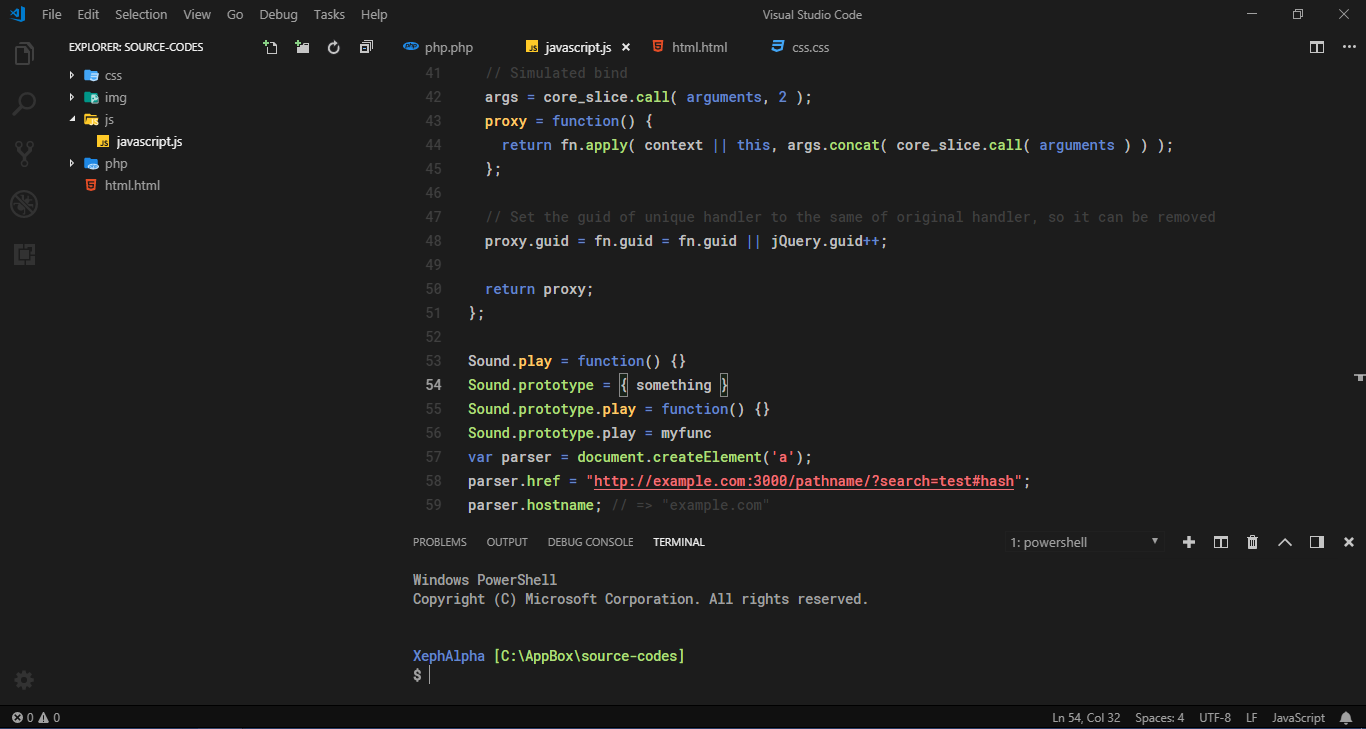 File Edit Selection View Go Debug Tasks Help
Visual Studio Code
EXPLORER: SOURCE-CODES
css
img
js
JS javascript.js
php
html.html
php php.php
JS javascript.js
html.html
css.css
41 // Simulated bind
42 args = core_slice.call( arguments, 2 );
43 proxy = function() {
44 return fn.apply( context || this, args.concat( core_slice.call( arguments ) ) );
45 };
46
47 // Set the guid of unique handler to the same of original handler, so it can be removed
48 proxy.guid = fn.guid = fn.guid || jQuery.guid++;
49
50 return proxy;
51 };
52
53 Sound.play = function() {}
54 Sound.prototype = { something }
55 Sound.prototype.play = function() {}
56 Sound.prototype.play = myfunc
57 var parser = document.createElement('a');
58 parser.href = "http://example.com:3000/pathname/?search=test#hash";
59 parser.hostname; // => "example.com"
PROBLEMS OUTPUT DEBUG CONSOLE TERMINAL
1: powershell
Windows PowerShell
Copyright (C) Microsoft Corporation. All rights reserved.
XephAlpha [C:\AppBox\source-codes]
$
0 0
Ln 54, Col 32 Spaces: 4 UTF-8 LF JavaScript